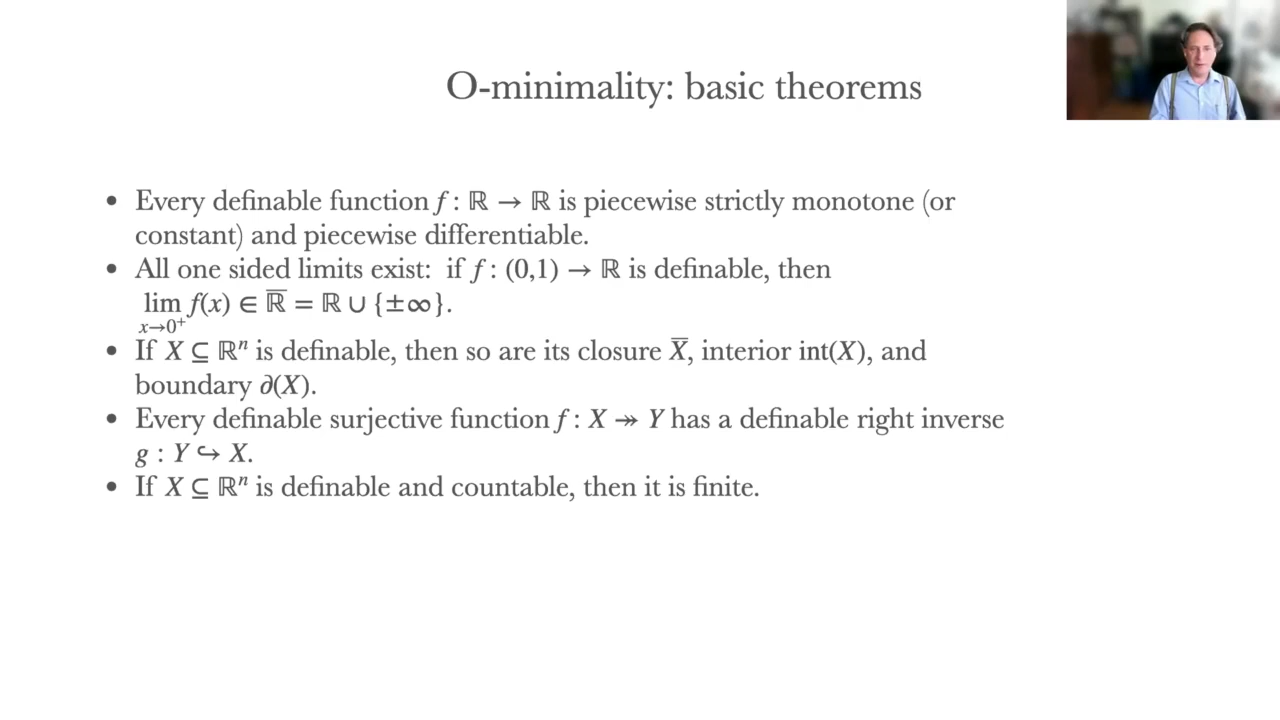 O-minimality: basic theorems
• Every definable function f : ℝ → ℝ is piecewise strictly monotone (or
constant) and piecewise differentiable.
• All one sided limits exist: if f : (0,1) → ℝ is definable, then
lim f(x) ∈ ℝ̅ = ℝ ∪ {±∞}.
x→0⁺
• If X ⊆ ℝⁿ is definable, then so are its closure X̅, interior int(X), and
boundary ∂(X).
• Every definable surjective function f : X ↠ Y has a definable right inverse
g : Y ↪ X.
• If X ⊆ ℝⁿ is definable and countable, then it is finite.